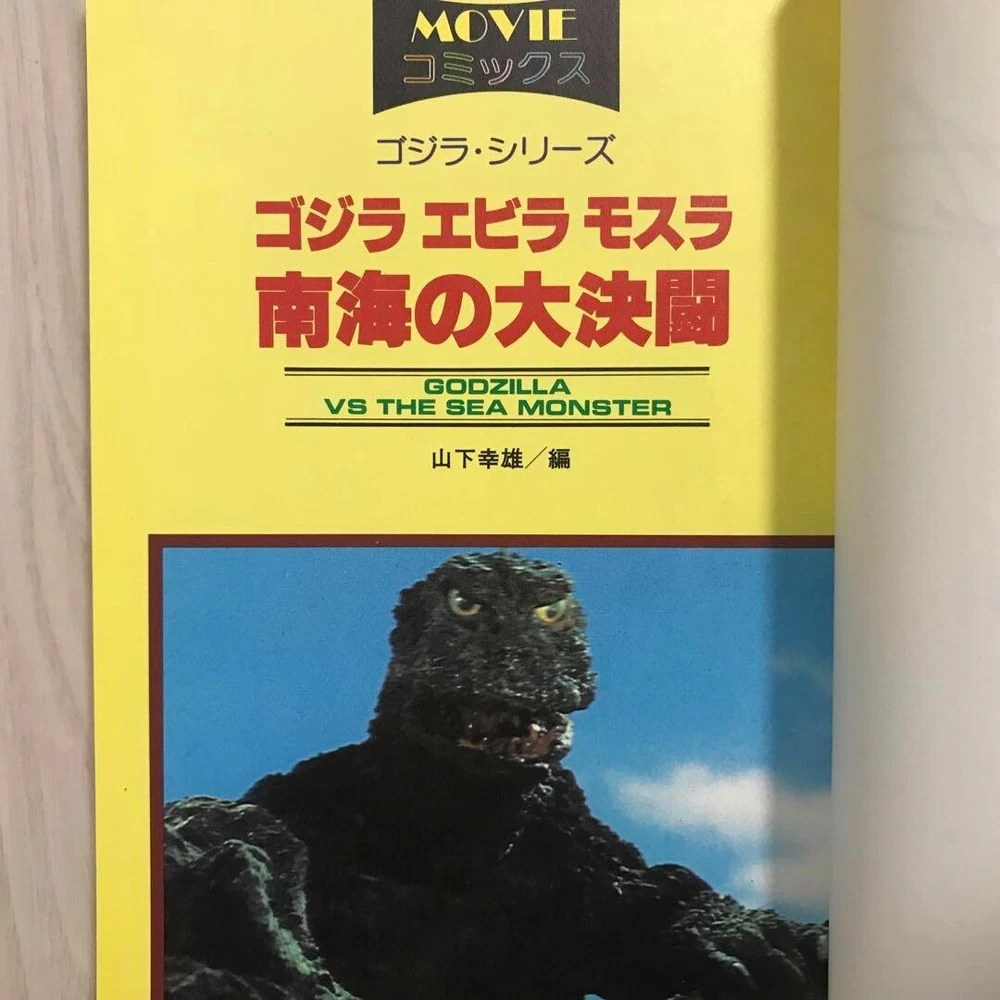 MOVIE
コミックス
ゴジラ・シリーズ
ゴジラ エビラ モスラ
南海の大決闘
GODZILLA
VS THE SEA MONSTER
山下幸雄／編